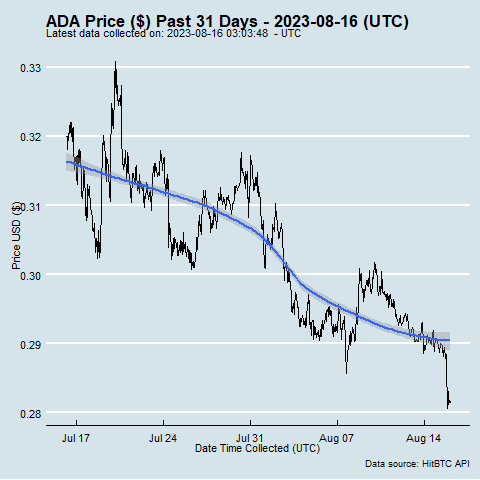 ADA Price ($) Past 31 Days - 2023-08-16 (UTC)
Latest data collected on: 2023-08-16 03:03:48 - UTC
0.33
0.32
0.31
0.30
0.29
0.28
Price USD ($)
Jul 17
Jul 24
Jul 31
Aug 07
Aug 14
Date Time Collected (UTC)
Data source: HitBTC API